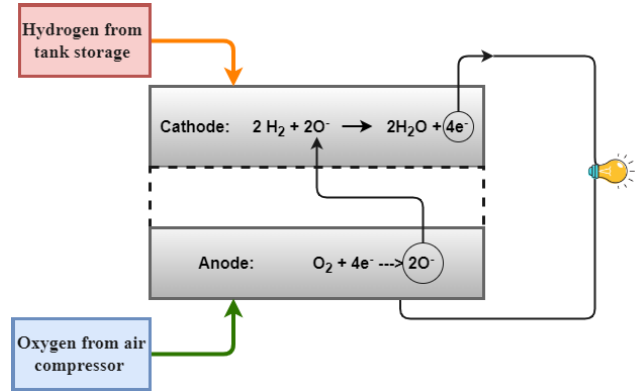 Hydrogen from
tank storage
Cathode: 2 H₂ + 2O⁻ → 2H₂O + 4e⁻
Anode: O₂ + 4e⁻ ---> 2O⁻
Oxygen from air
compressor